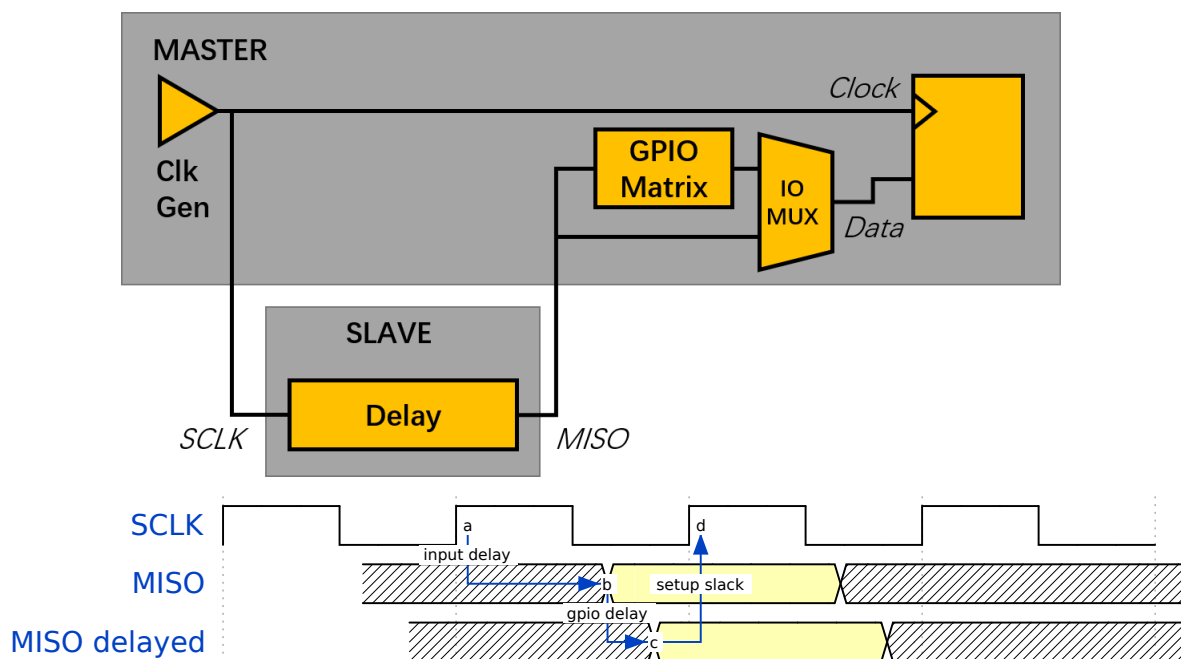 MASTER
Clock
Clk
Gen
GPIO
Matrix
IO
MUX
Data
SLAVE
Delay
SCLK
MISO
SCLK
a
d
input delay
MISO
b
setup slack
gpio delay
MISO delayed
c